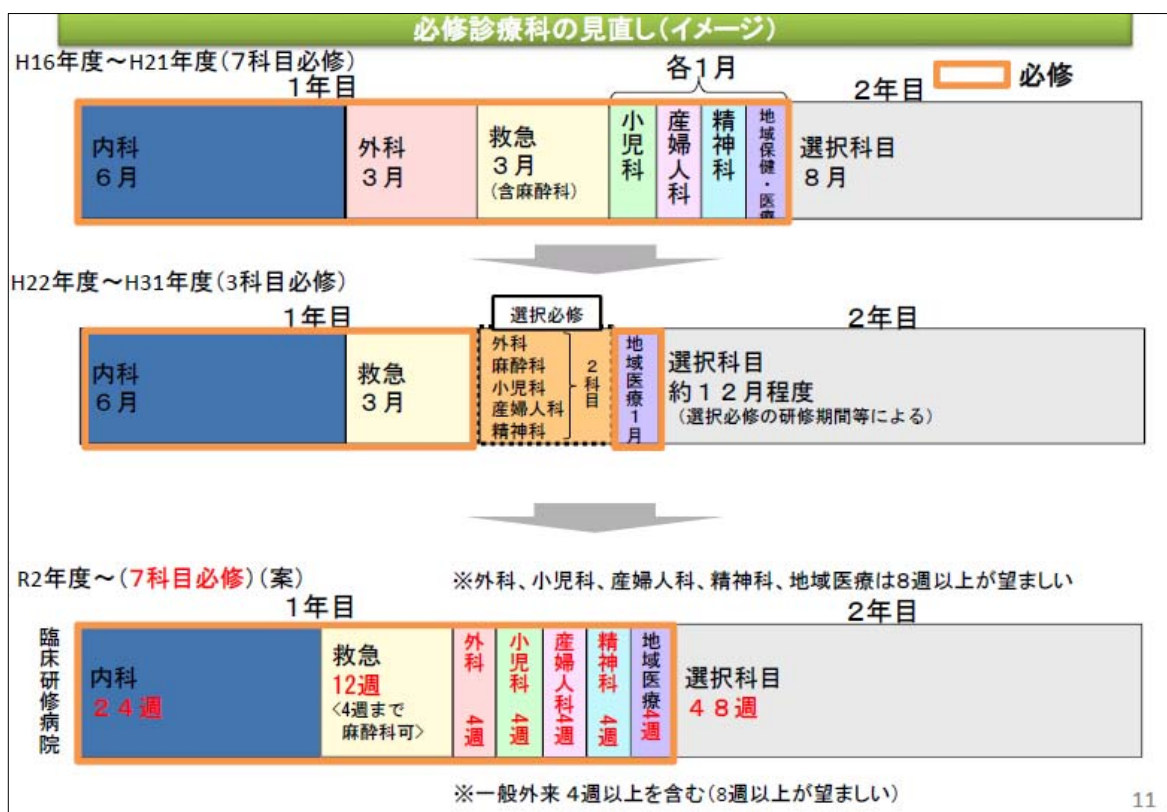 必修診療科の見直し(イメージ)
H16年度～H21年度(7科目必修)
1年目
各1月
2年目
必修
内科
6月
外科
3月
救急
3月
(含麻酔科)
小児科
産婦人科
精神科
地域保健・医療
選択科目
8月
H22年度～H31年度(3科目必修)
1年目
選択必修
2年目
内科
6月
救急
3月
外科
麻酔科
小児科
産婦人科
精神科
2科目
地域医療1月
選択科目
約12月程度
(選択必修の研修期間等による)
R2年度～(7科目必修)(案)
※外科、小児科、産婦人科、精神科、地域医療は8週以上が望ましい
1年目
2年目
臨床研修病院
内科
24週
救急
12週
<4週まで
麻酔科可>
外科 4週
小児科 4週
産婦人科4週
精神科 4週
地域医療4週
選択科目
48週
※一般外来 4週以上を含む(8週以上が望ましい)
11